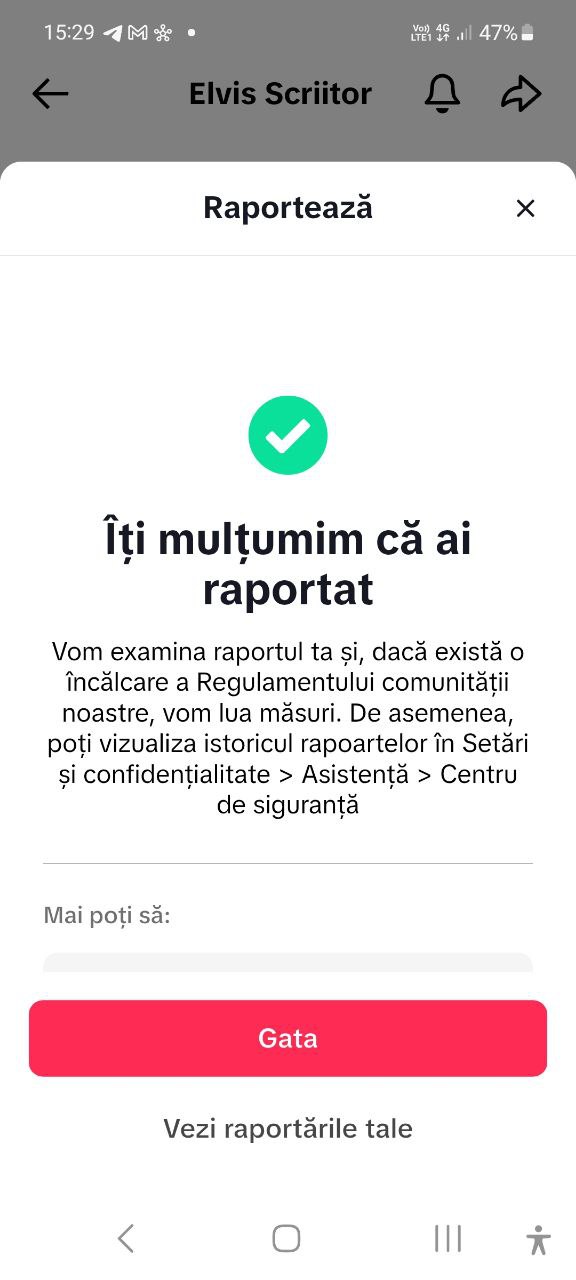 15:29
Vo) 4G 47%
LTE1
Elvis Scriitor
Raportează
Îți mulțumim că ai
raportat
Vom examina raportul ta și, dacă există o
încălcare a Regulamentului comunității
noastre, vom lua măsuri. De asemenea,
poți vizualiza istoricul rapoartelor în Setări
și confidențialitate > Asistență > Centru
de siguranță
Mai poți să:
Gata
Vezi raportările tale